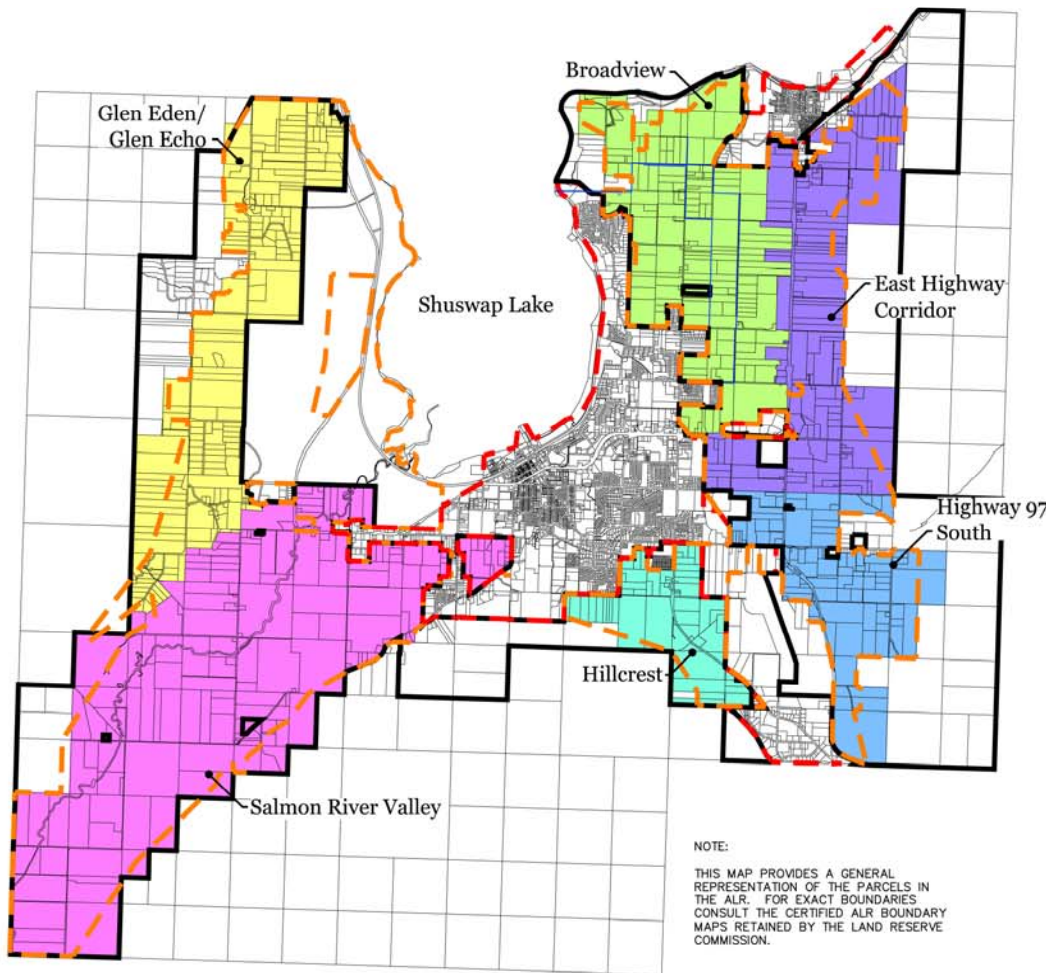 Broadview
Glen Eden/
Glen Echo
Shuswap Lake
East Highway
Corridor
Highway 97
South
Hillcrest
Salmon River Valley
NOTE:
THIS MAP PROVIDES A GENERAL
REPRESENTATION OF THE PARCELS IN
THE ALR. FOR EXACT BOUNDARIES
CONSULT THE CERTIFIED ALR BOUNDARY
MAPS RETAINED BY THE LAND RESERVE
COMMISSION.